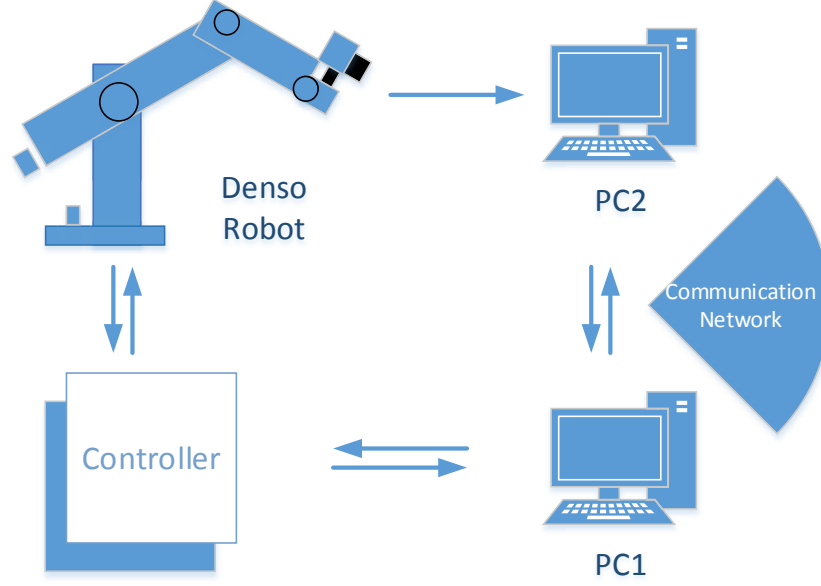 Denso
Robot
PC2
Communication
Network
Controller
PC1